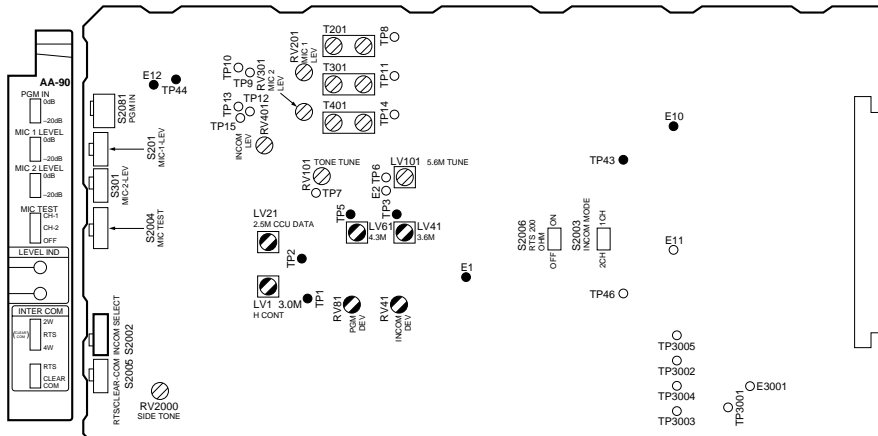 AA-90
PGM IN
0dB
–20dB
MIC 1 LEVEL
0dB
–20dB
MIC 2 LEVEL
0dB
–20dB
MIC TEST
CH-1
CH-2
OFF
LEVEL IND
INTER COM
2W
(CLEAR COM)
RTS
4W
RTS
CLEAR
COM
S2081
PGM IN
S201
MIC-1-LEV
S301
MIC-2-LEV
S2004
MIC TEST
INCOM SELECT
S2002
RTS/CLEAR-COM
S2005
E12
TP44
RV2000
SIDE TONE
TP10
TP9
TP13
TP12
TP15
INCOM
LEV
RV401
RV301
MIC 2
LEV
RV201
MIC 1
LEV
T201
TP8
T301
TP11
T401
TP14
RV101
TONE TUNE
TP7
TP6
E2
LV101
5.6M TUNE
TP5
TP3
LV21
2.5M CCU DATA
LV61
4.3M
LV41
3.6M
TP2
LV1 3.0M
H CONT
TP1
RV81
PGM
DEV
RV41
INCOM
DEV
E1
S2006
RTS 200
OHM
ON
OFF
S2003
INCOM MODE
1CH
2CH
E10
TP43
E11
TP46
TP3005
TP3002
TP3004
TP3003
TP3001
E3001